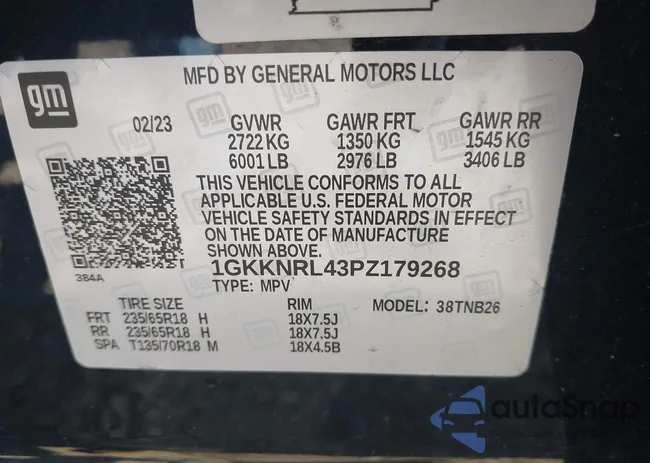 gm
MFD BY GENERAL MOTORS LLC
02/23 GVWR GAWR FRT GAWR RR
2722 KG 1350 KG 1545 KG
6001 LB 2976 LB 3406 LB
THIS VEHICLE CONFORMS TO ALL
APPLICABLE U.S. FEDERAL MOTOR
VEHICLE SAFETY STANDARDS IN EFFECT
ON THE DATE OF MANUFACTURE
SHOWN ABOVE.
1GKKNRL43PZ179268
384A
TYPE: MPV
TIRE SIZE RIM MODEL: 38TNB26
FRT 235/65R18 H 18X7.5J
RR 235/65R18 H 18X7.5J
SPA T135/70R18 M 18X4.5B
autoSnap